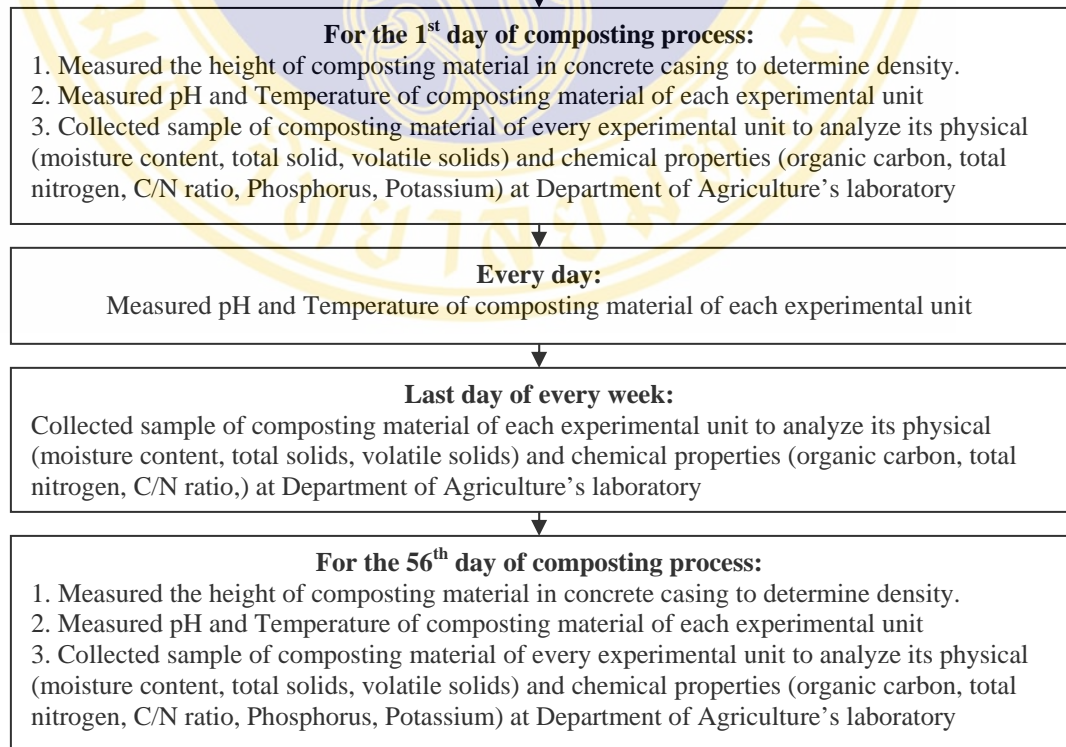 For the 1st day of composting process:
1. Measured the height of composting material in concrete casing to determine density.
2. Measured pH and Temperature of composting material of each experimental unit
3. Collected sample of composting material of every experimental unit to analyze its physical
(moisture content, total solid, volatile solids) and chemical properties (organic carbon, total
nitrogen, C/N ratio, Phosphorus, Potassium) at Department of Agriculture’s laboratory
Every day:
Measured pH and Temperature of composting material of each experimental unit
Last day of every week:
Collected sample of composting material of each experimental unit to analyze its physical
(moisture content, total solids, volatile solids) and chemical properties (organic carbon, total
nitrogen, C/N ratio,) at Department of Agriculture’s laboratory
For the 56th day of composting process:
1. Measured the height of composting material in concrete casing to determine density.
2. Measured pH and Temperature of composting material of each experimental unit
3. Collected sample of composting material of every experimental unit to analyze its physical
(moisture content, total solids, volatile solids) and chemical properties (organic carbon, total
nitrogen, C/N ratio, Phosphorus, Potassium) at Department of Agriculture’s laboratory